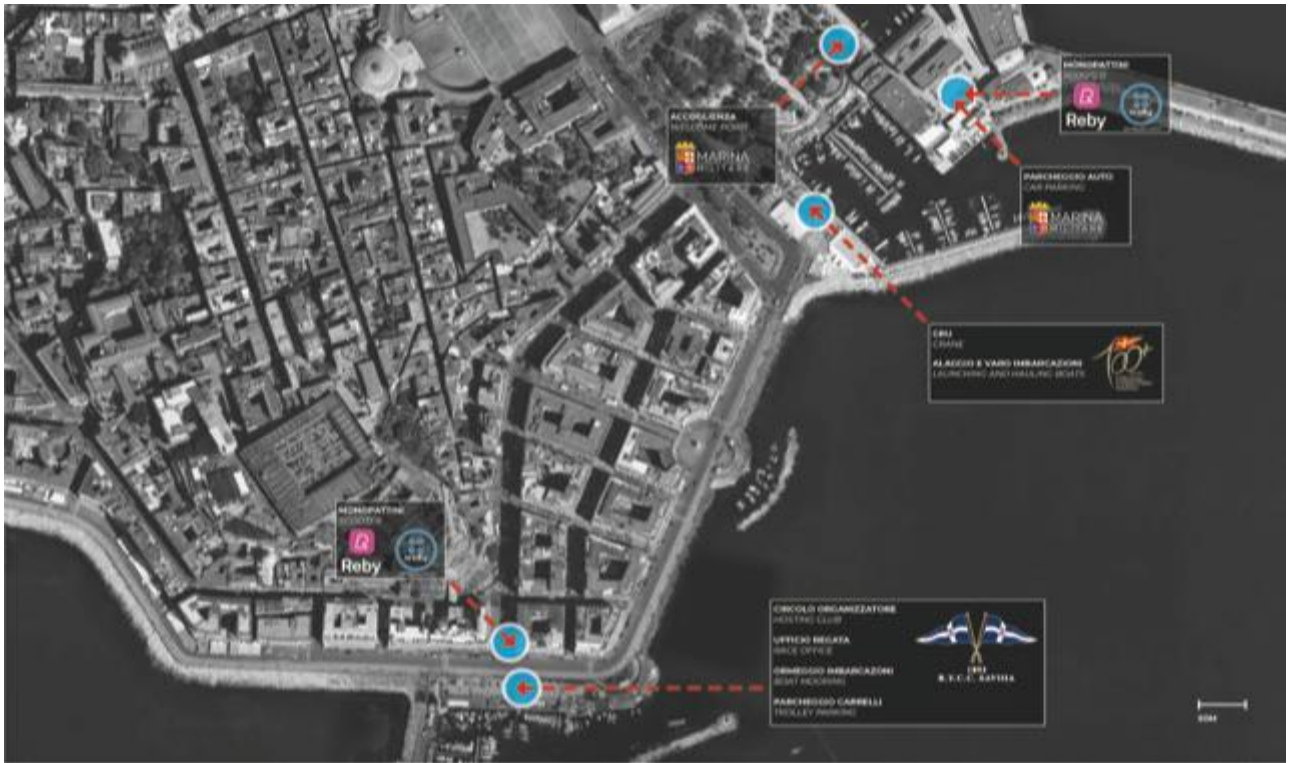 MONOPATTINI
SCOOTER
Reby
ACCOGLIENZA
WELCOME POINT
MARINA
MILITARE
PARCHEGGIO AUTO
CAR PARKING
MARINA
MILITARE
GRU
CRANE
ALAGGIO E VARO IMBARCAZIONI
LAUNCHING AND HAULING BOATS
MONOPATTINI
SCOOTER
Reby
CIRCOLO ORGANIZZATORE
HOSTING CLUB
UFFICIO REGATA
RACE OFFICE
ORMEGGIO IMBARCAZIONI
BOAT MOORING
PARCHEGGIO CARRELLI
TROLLEY PARKING
R.Y.C.C. SAVOIA